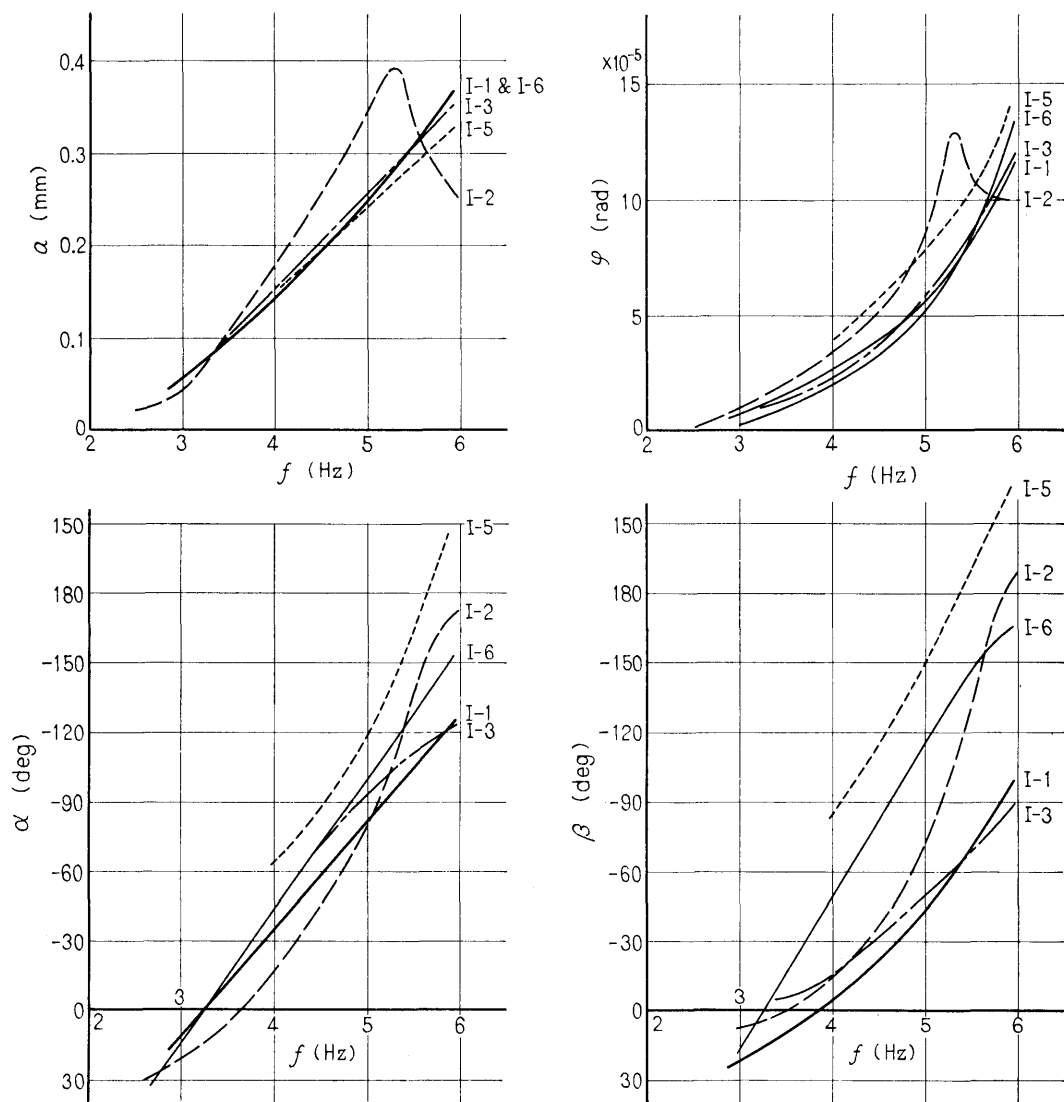 0.4
0.3
0.2
0.1
0
a (mm)
2 3 4 5 6
f (Hz)
I-1 & I-6
I-3
I-5
I-2
×10⁻⁵
15
10
5
0
φ (rad)
2 3 4 5 6
f (Hz)
I-5
I-6
I-3
I-1
I-2
150
180
-150
-120
-90
-60
-30
0
30
α (deg)
2 3 4 5 6
f (Hz)
I-5
I-2
I-6
I-1
I-3
150
180
-150
-120
-90
-60
-30
0
30
β (deg)
2 3 4 5 6
f (Hz)
I-5
I-2
I-6
I-1
I-3